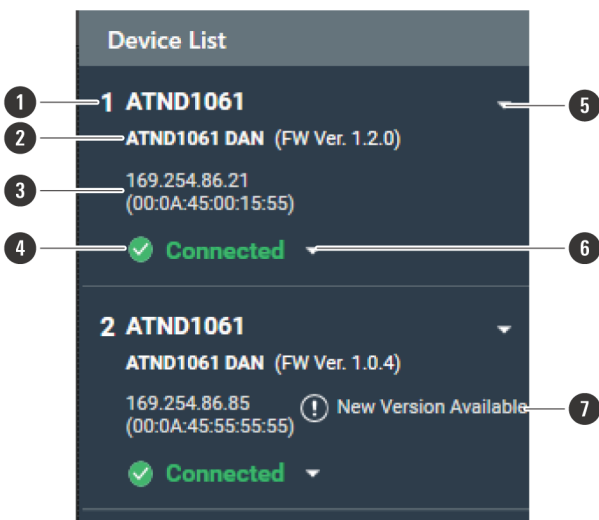 Device List
1 1 ATND1061 5
2 ATND1061 DAN (FW Ver. 1.2.0)
3 169.254.86.21
(00:0A:45:00:15:55)
4 Connected 6
2 ATND1061
ATND1061 DAN (FW Ver. 1.0.4)
169.254.86.85 ! New Version Available 7
(00:0A:45:55:55:55)
Connected